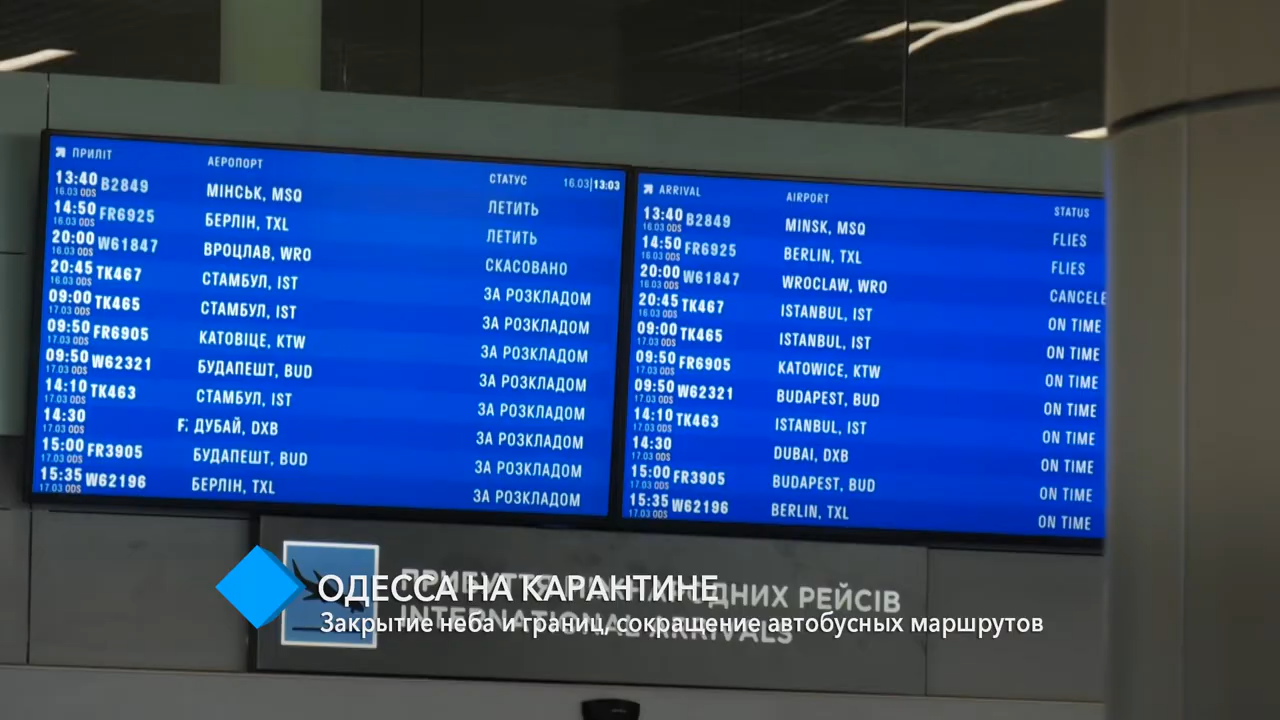 ПРИЛІТ АЕРОПОРТ СТАТУС 16.03|13:03
13:40 16.03 ODS B2849 МІНСЬК, MSQ ЛЕТИТЬ
14:50 16.03 ODS FR6925 БЕРЛІН, TXL ЛЕТИТЬ
20:00 16.03 ODS W61847 ВРОЦЛАВ, WRO СКАСОВАНО
20:45 16.03 ODS TK467 СТАМБУЛ, IST ЗА РОЗКЛАДОМ
09:00 17.03 ODS TK465 СТАМБУЛ, IST ЗА РОЗКЛАДОМ
09:50 17.03 ODS FR6905 КАТОВІЦЕ, KTW ЗА РОЗКЛАДОМ
09:50 17.03 ODS W62321 БУДАПЕШТ, BUD ЗА РОЗКЛАДОМ
14:10 17.03 ODS TK463 СТАМБУЛ, IST ЗА РОЗКЛАДОМ
14:30 17.03 ODS F: ДУБАЙ, DXB ЗА РОЗКЛАДОМ
15:00 17.03 ODS FR3905 БУДАПЕШТ, BUD ЗА РОЗКЛАДОМ
15:35 17.03 ODS W62196 БЕРЛІН, TXL ЗА РОЗКЛАДОМ
ARRIVAL AIRPORT STATUS
13:40 16.03 ODS B2849 MINSK, MSQ FLIES
14:50 16.03 ODS FR6925 BERLIN, TXL FLIES
20:00 16.03 ODS W61847 WROCLAW, WRO CANCELE
20:45 16.03 ODS TK467 ISTANBUL, IST ON TIME
09:00 17.03 ODS TK465 ISTANBUL, IST ON TIME
09:50 17.03 ODS FR6905 KATOWICE, KTW ON TIME
09:50 17.03 ODS W62321 BUDAPEST, BUD ON TIME
14:10 17.03 ODS TK463 ISTANBUL, IST ON TIME
14:30 17.03 ODS DUBAI, DXB ON TIME
15:00 17.03 ODS FR3905 BUDAPEST, BUD ON TIME
15:35 17.03 ODS W62196 BERLIN, TXL ON TIME
ПРИБУТТЯ МІЖНАРОДНИХ РЕЙСІВ
INTERNATIONAL ARRIVALS
ОДЕССА НА КАРАНТИНЕ
Закрытие неба и границ, сокращение автобусных маршрутов